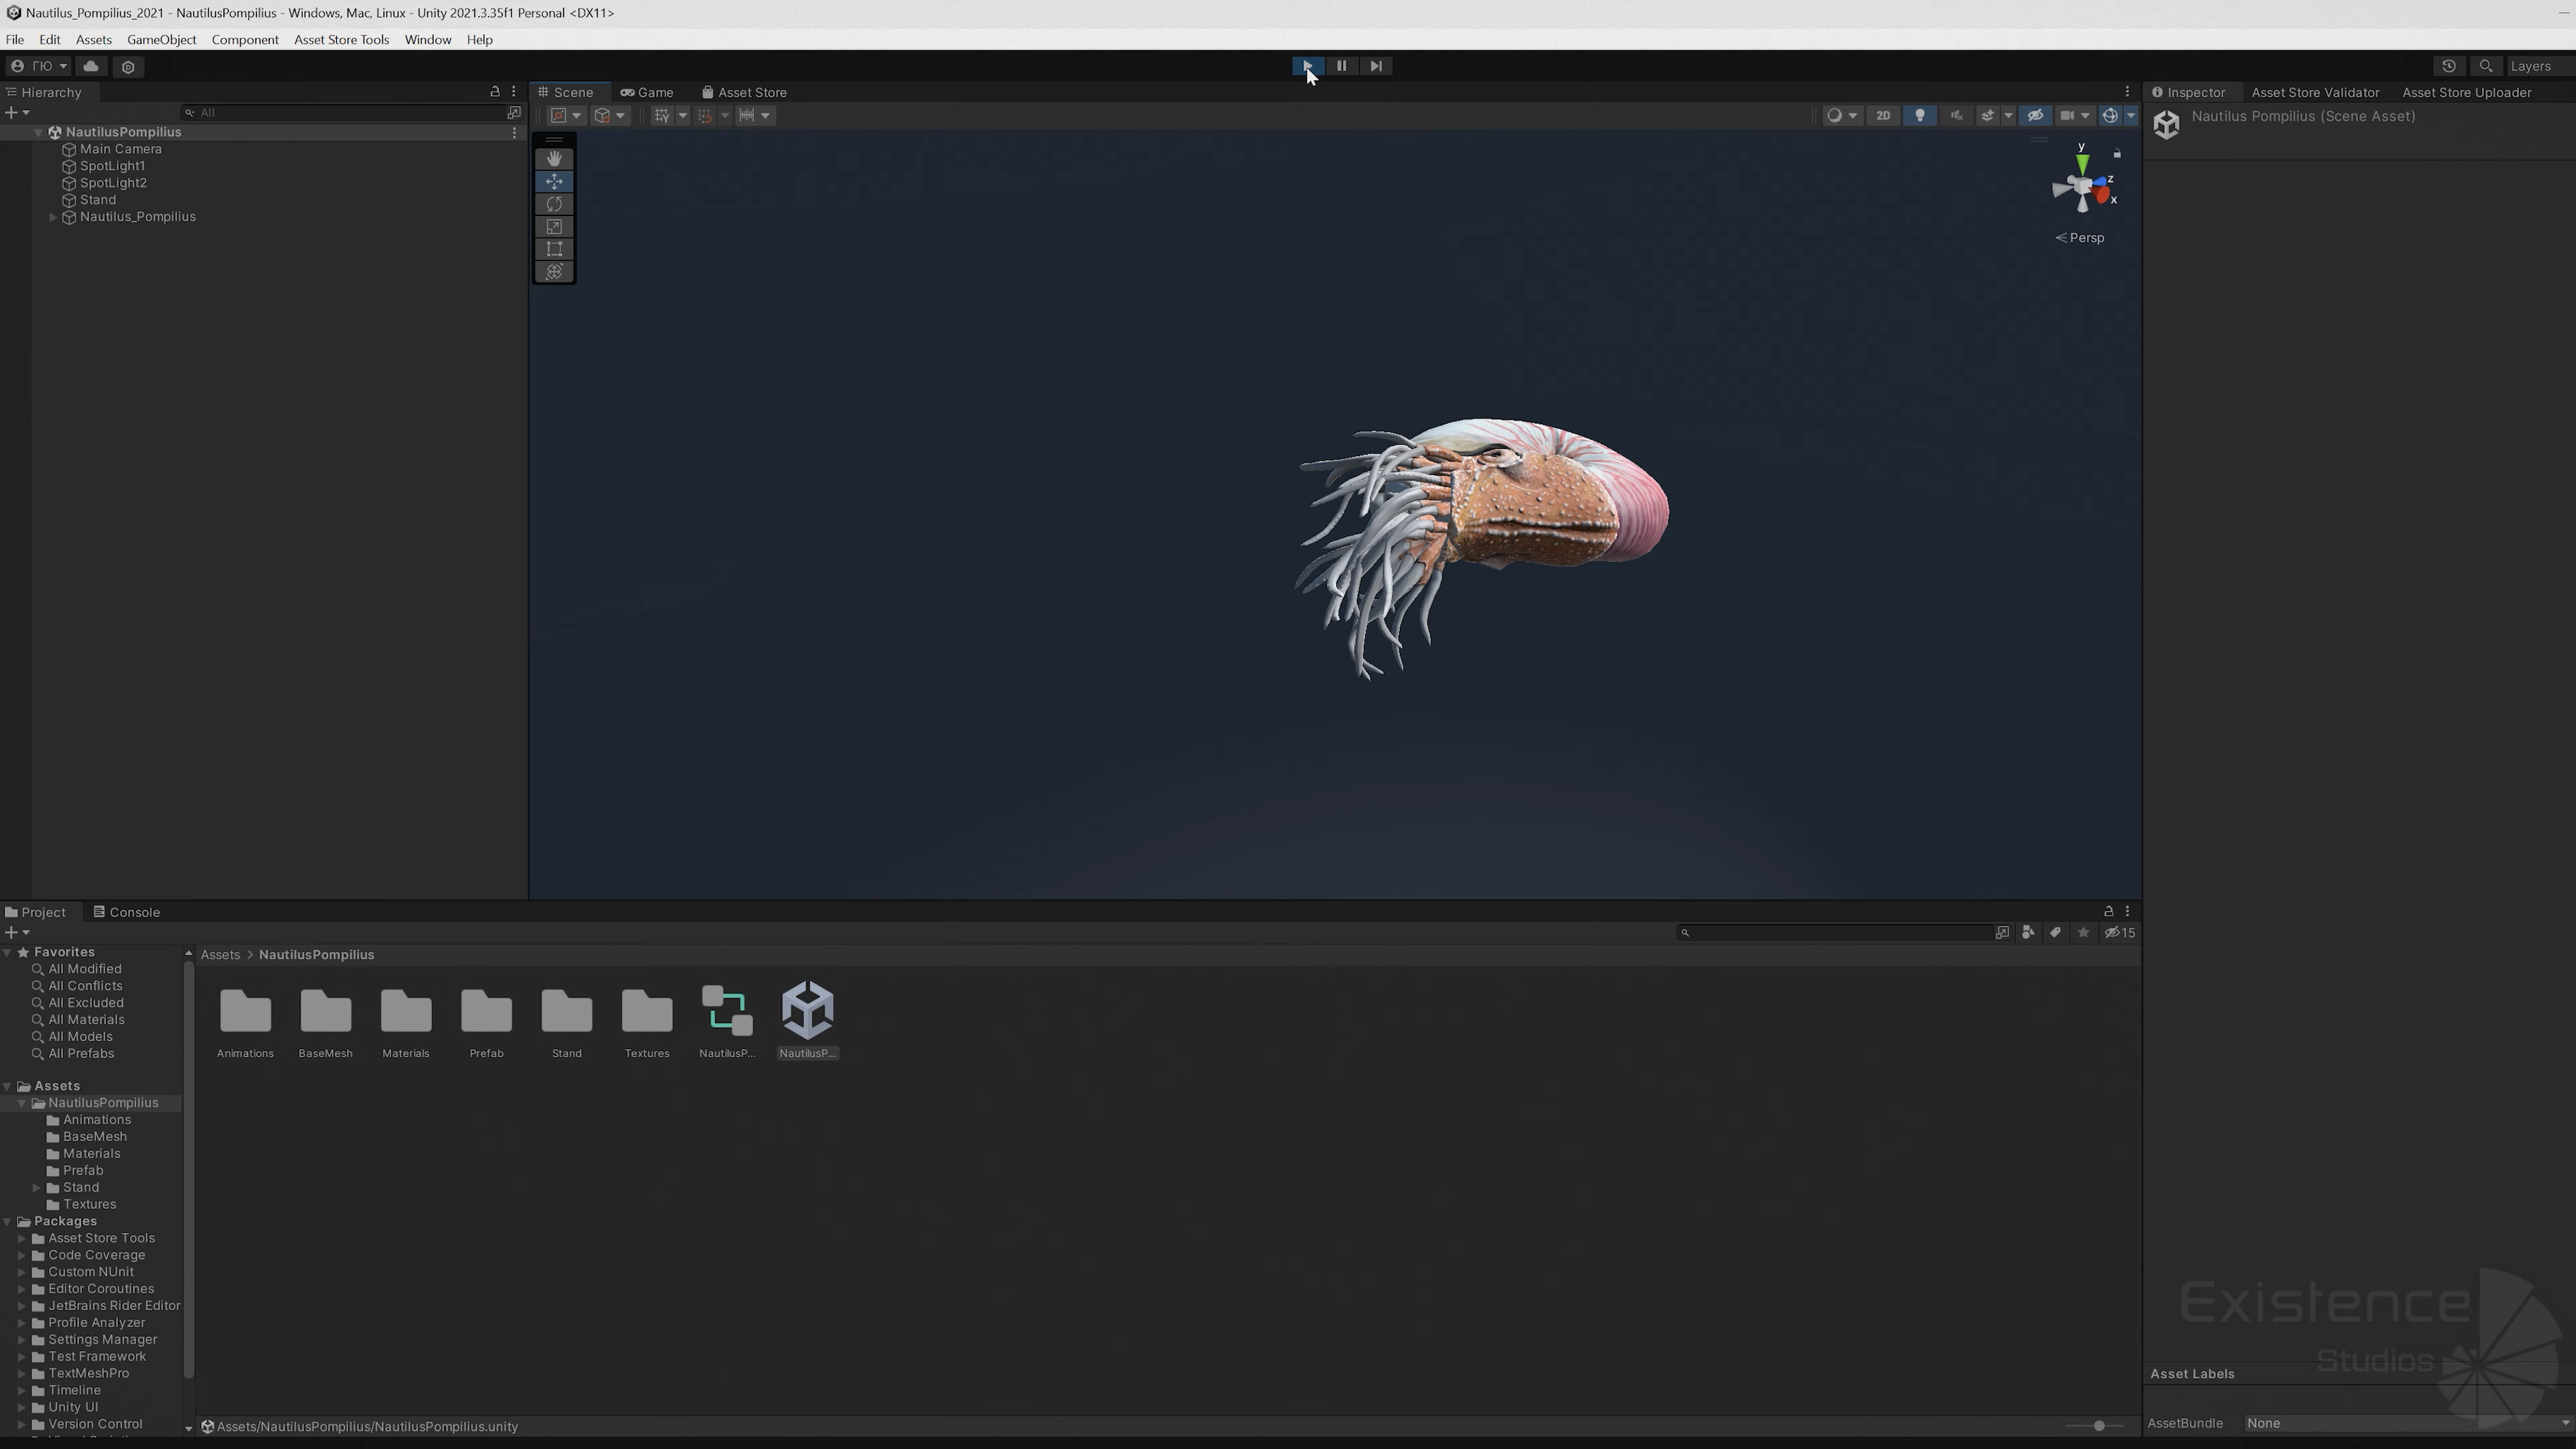 Nautilus_Pompilius_2021 - NautilusPompilius - Windows, Mac, Linux - Unity 2021.3.35f1 Personal <DX11>
File Edit Assets GameObject Component Asset Store Tools Window Help
ГЮ
Layers
Hierarchy
All
NautilusPompilius
Main Camera
SpotLight1
SpotLight2
Stand
Nautilus_Pompilius
Scene Game Asset Store
2D
y
z
x
Persp
Inspector Asset Store Validator Asset Store Uploader
Nautilus Pompilius (Scene Asset)
Project Console
15
Favorites
All Modified
All Conflicts
All Excluded
All Materials
All Models
All Prefabs
Assets
NautilusPompilius
Animations
BaseMesh
Materials
Prefab
Stand
Textures
Packages
Asset Store Tools
Code Coverage
Custom NUnit
Editor Coroutines
JetBrains Rider Editor
Profile Analyzer
Settings Manager
Test Framework
TextMeshPro
Timeline
Unity UI
Version Control
Assets > NautilusPompilius
Animations BaseMesh Materials Prefab Stand Textures NautilusP... NautilusP...
Assets/NautilusPompilius/NautilusPompilius.unity
Existence
Studios
Asset Labels
AssetBundle None